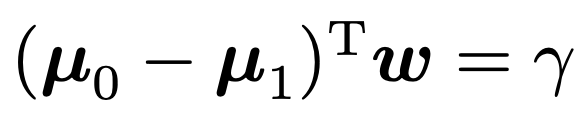 (𝝁₀ − 𝝁₁)ᵀ𝒘 = γ